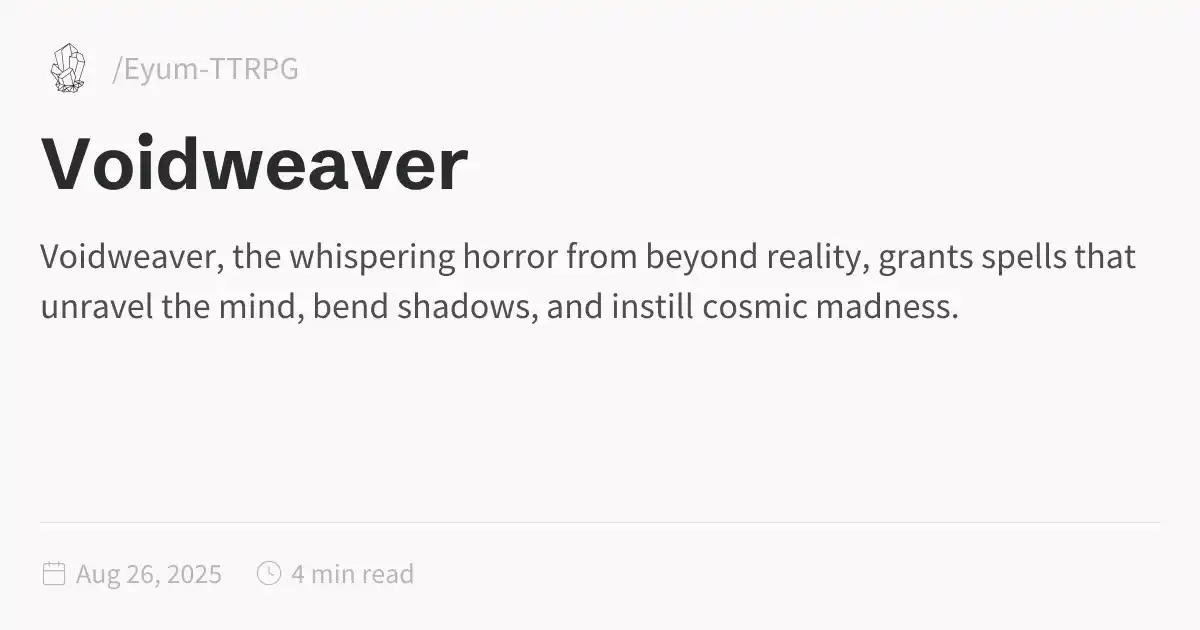 /Eyum-TTRPG
Voidweaver
Voidweaver, the whispering horror from beyond reality, grants spells that
unravel the mind, bend shadows, and instill cosmic madness.
Aug 26, 2025 4 min read